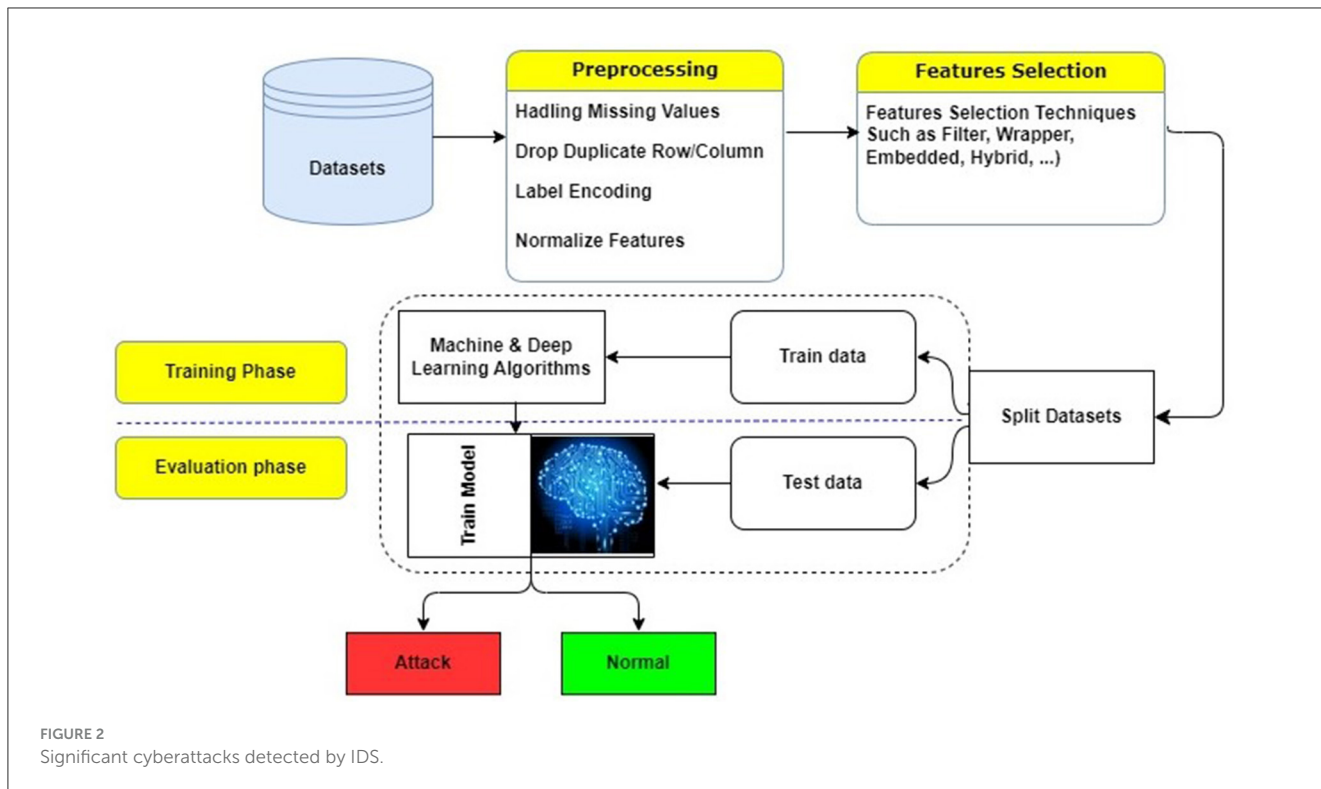 Datasets
Preprocessing
Hadling Missing Values
Drop Duplicate Row/Column
Label Encoding
Normalize Features
Features Selection
Features Selection Techniques
Such as Filter, Wrapper,
Embedded, Hybrid, ...)
Training Phase
Machine & Deep
Learning Algorithms
Train data
Split Datasets
Evaluation phase
Train Model
Test data
Attack
Normal
FIGURE 2
Significant cyberattacks detected by IDS.